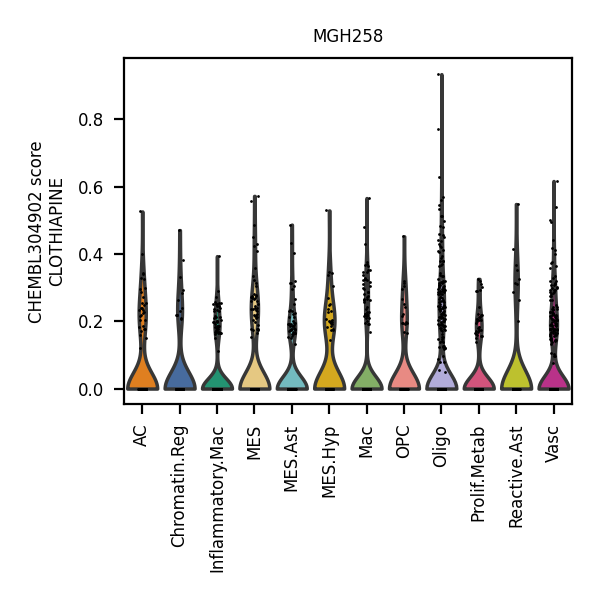 MGH258
CHEMBL304902 score
CLOTHIAPINE
0.8
0.6
0.4
0.2
0.0
AC
Chromatin.Reg
Inflammatory.Mac
MES
MES.Ast
MES.Hyp
Mac
OPC
Oligo
Prolif.Metab
Reactive.Ast
Vasc